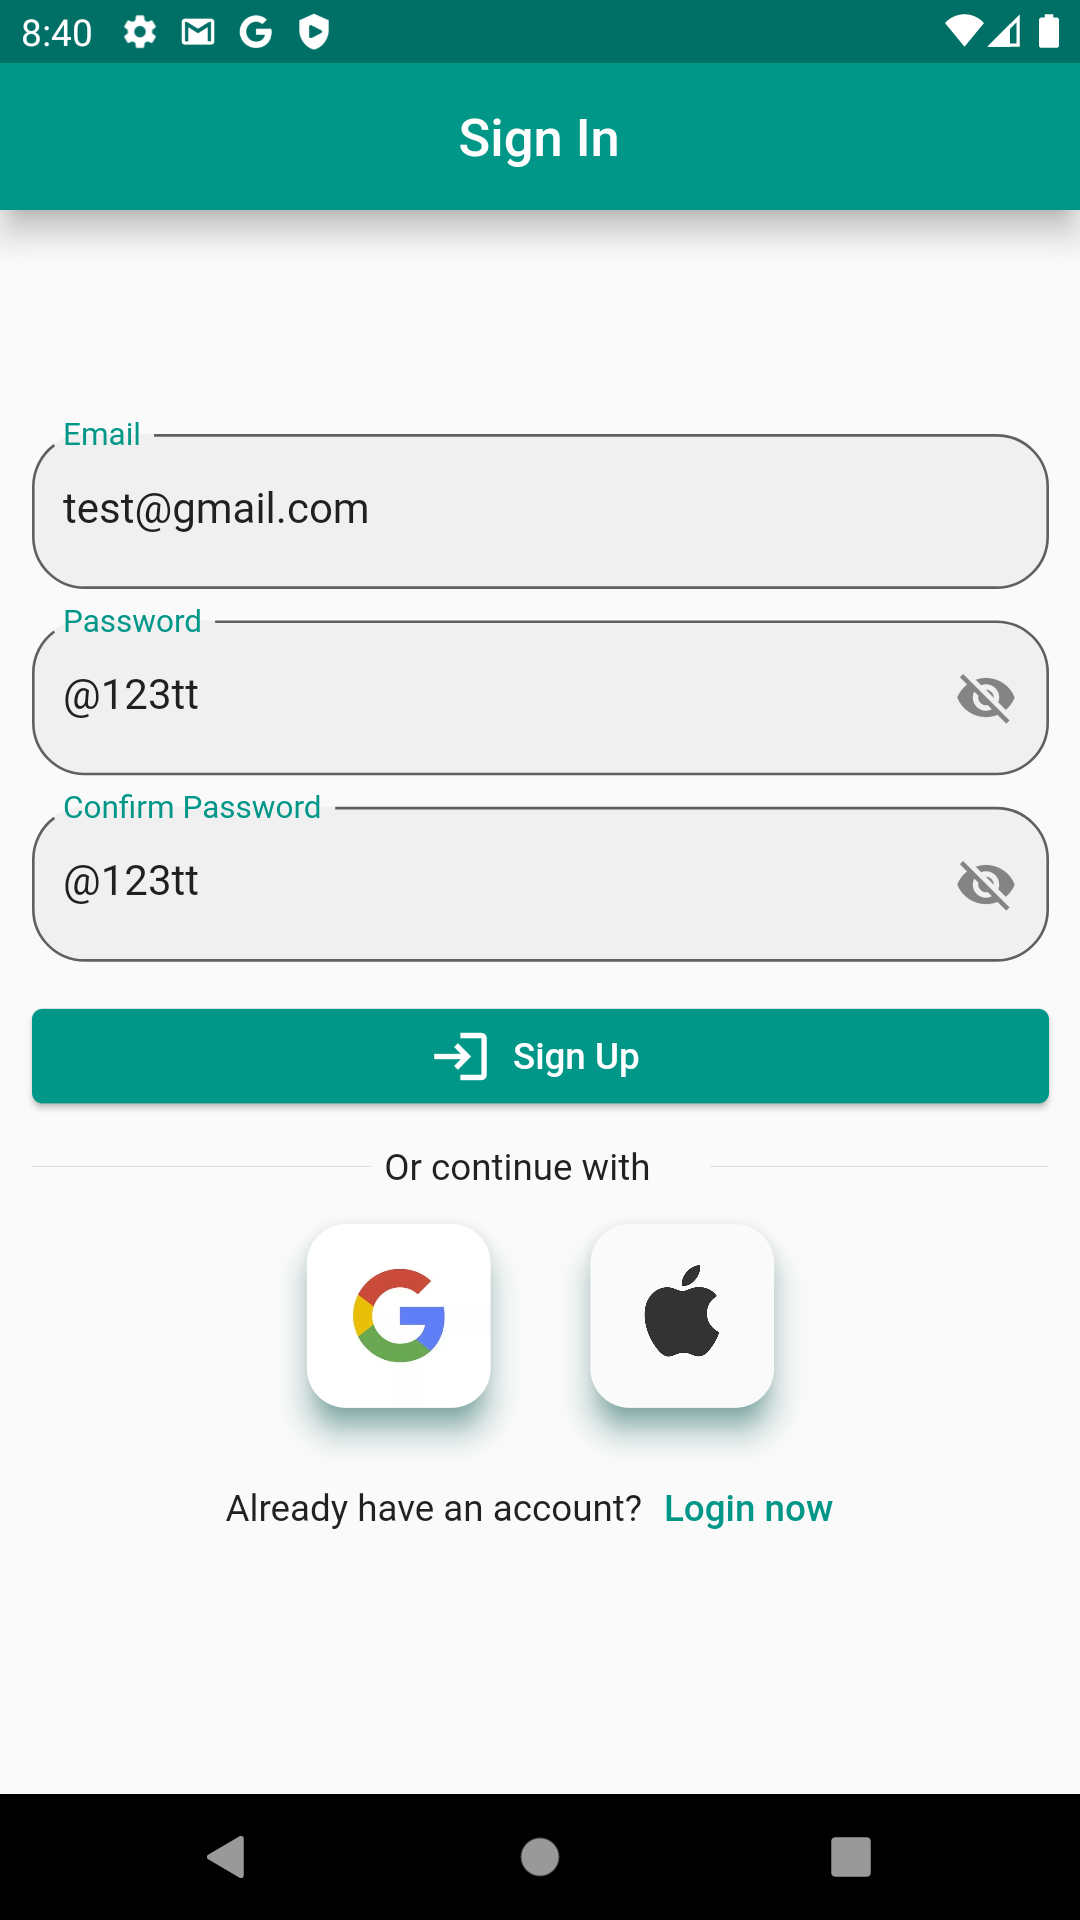 8:40
Sign In
Email
test@gmail.com
Password
@123tt
Confirm Password
@123tt
Sign Up
Or continue with
Already have an account? Login now